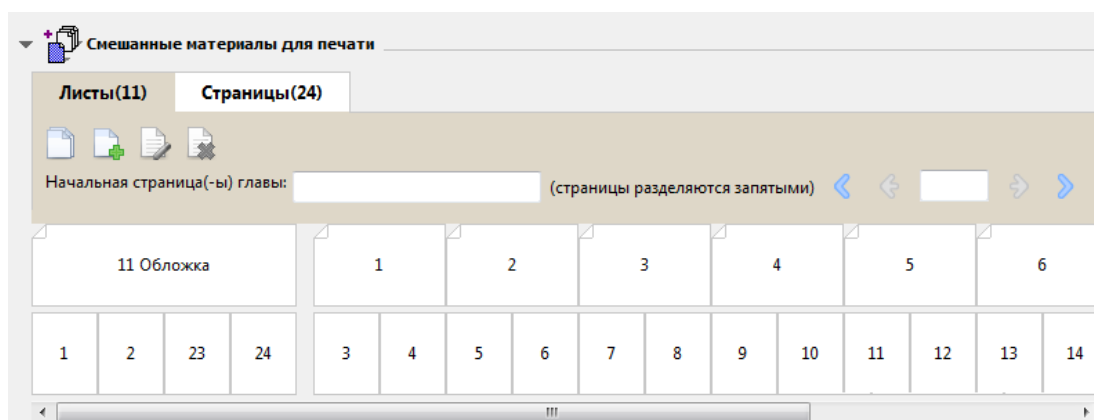 Смешанные материалы для печати
Листы(11) Страницы(24)
Начальная страница(-ы) главы: (страницы разделяются запятыми)
11 Обложка 1 2 3 4 5 6
1 2 23 24 3 4 5 6 7 8 9 10 11 12 13 14